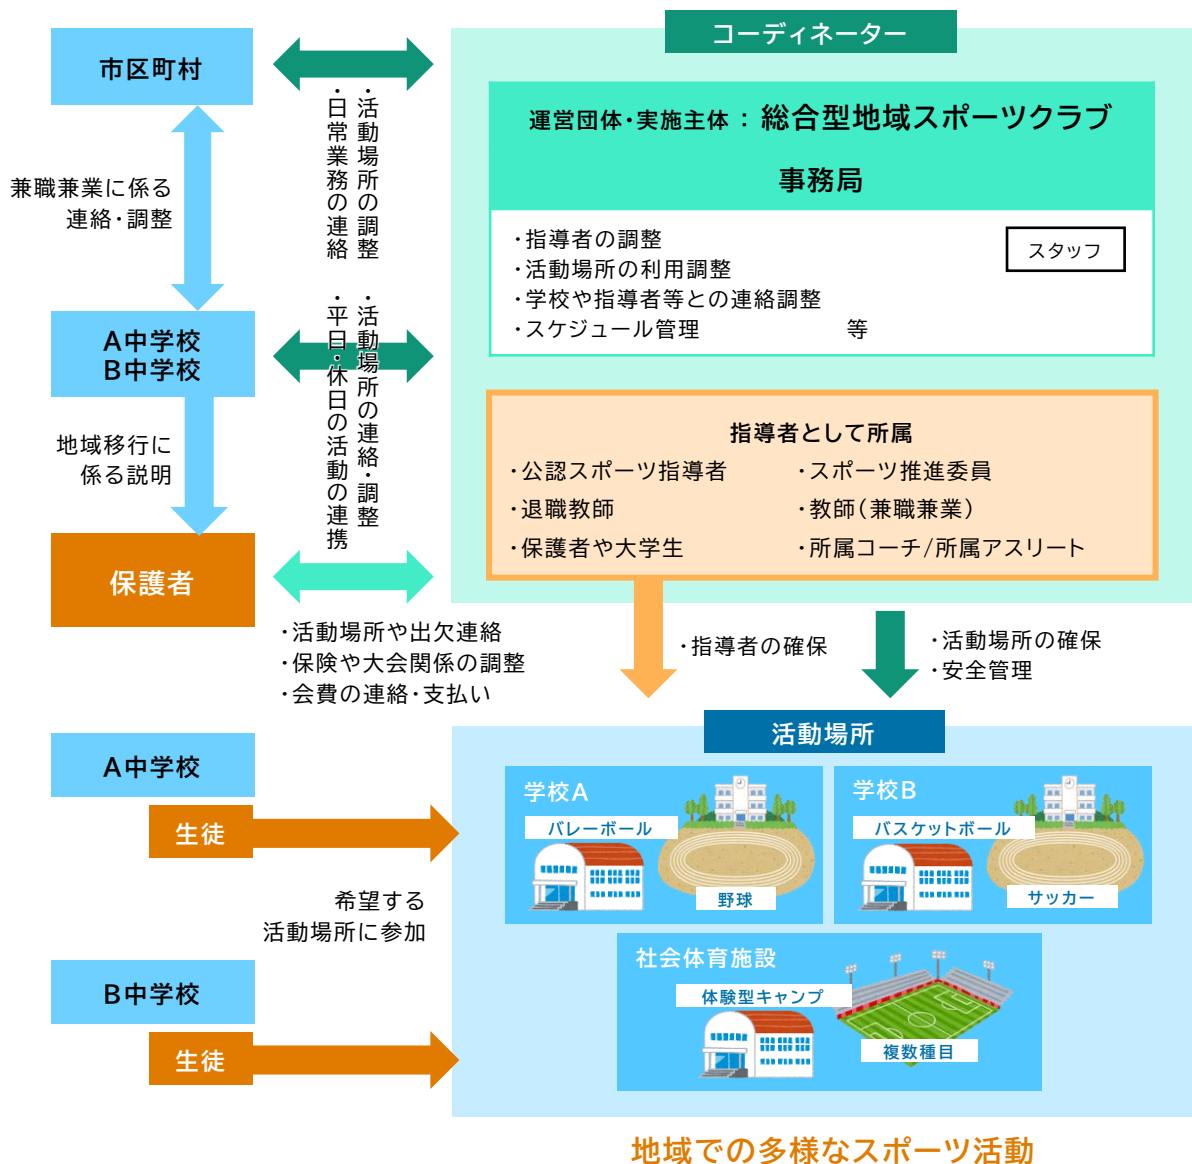 コーディネーター
市区町村
・活動場所の調整
・日常業務の連絡
運営団体・実施主体 ： 総合型地域スポーツクラブ
事務局
・指導者の調整
・活動場所の利用調整
・学校や指導者等との連絡調整
・スケジュール管理 等
スタッフ
兼職兼業に係る
連絡・調整
A中学校
B中学校
・活動場所の連絡・調整
・平日・休日の活動の連携
地域移行に
係る説明
指導者として所属
・公認スポーツ指導者
・スポーツ推進委員
・退職教師
・教師（兼職兼業）
・保護者や大学生
・所属コーチ/所属アスリート
保護者
・活動場所や出欠連絡
・保険や大会関係の調整
・会費の連絡・支払い
・指導者の確保
・活動場所の確保
・安全管理
活動場所
A中学校
生徒
希望する
活動場所に参加
B中学校
生徒
学校A
バレーボール
野球
学校B
バスケットボール
サッカー
社会体育施設
体験型キャンプ
複数種目
地域での多様なスポーツ活動